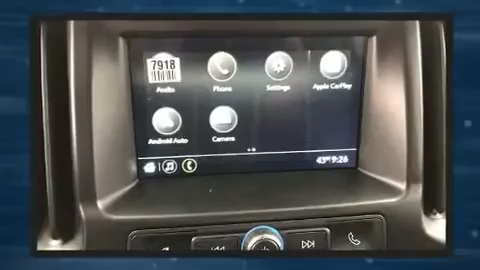 7918
Audio
Phone
Settings
Apple CarPlay
Android Auto
Camera
43° 9:26